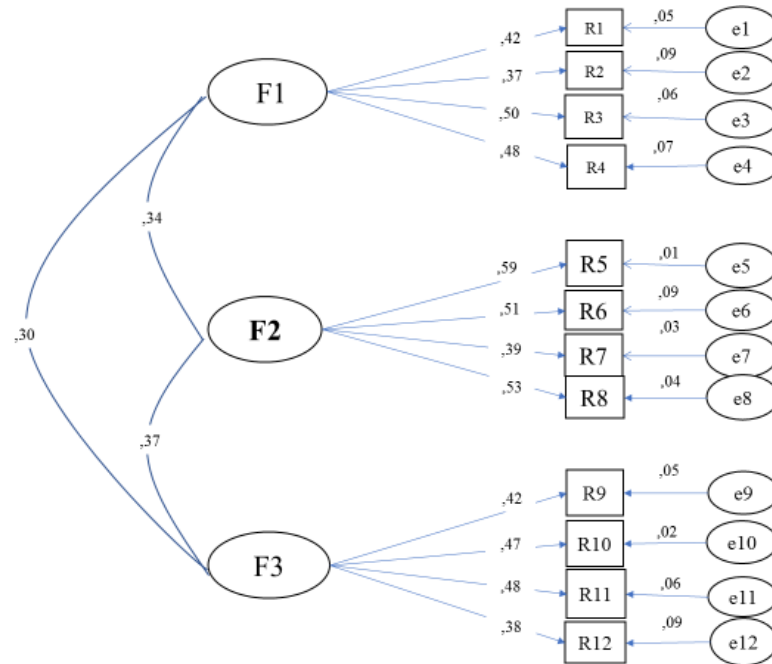 ,42 R1 ,05 e1
F1 ,37 R2 ,09 e2
,50 R3 ,06 e3
,48 R4 ,07 e4
,34
,59 R5 ,01 e5
F2 ,51 R6 ,09 e6
,30 ,39 R7 ,03 e7
,53 R8 ,04 e8
,37
,42 R9 ,05 e9
,47 R10 ,02 e10
F3 ,48 R11 ,06 e11
,38 R12 ,09 e12